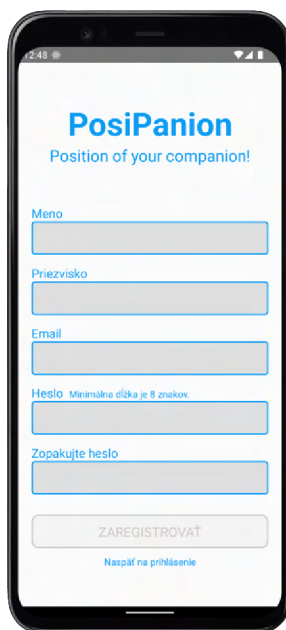 12:48
PosiPanion
Position of your companion!
Meno
Priezvisko
Email
Heslo Minimálna dĺžka je 8 znakov.
Zopakujte heslo
ZAREGISTROVAŤ
Naspäť na prihlásenie